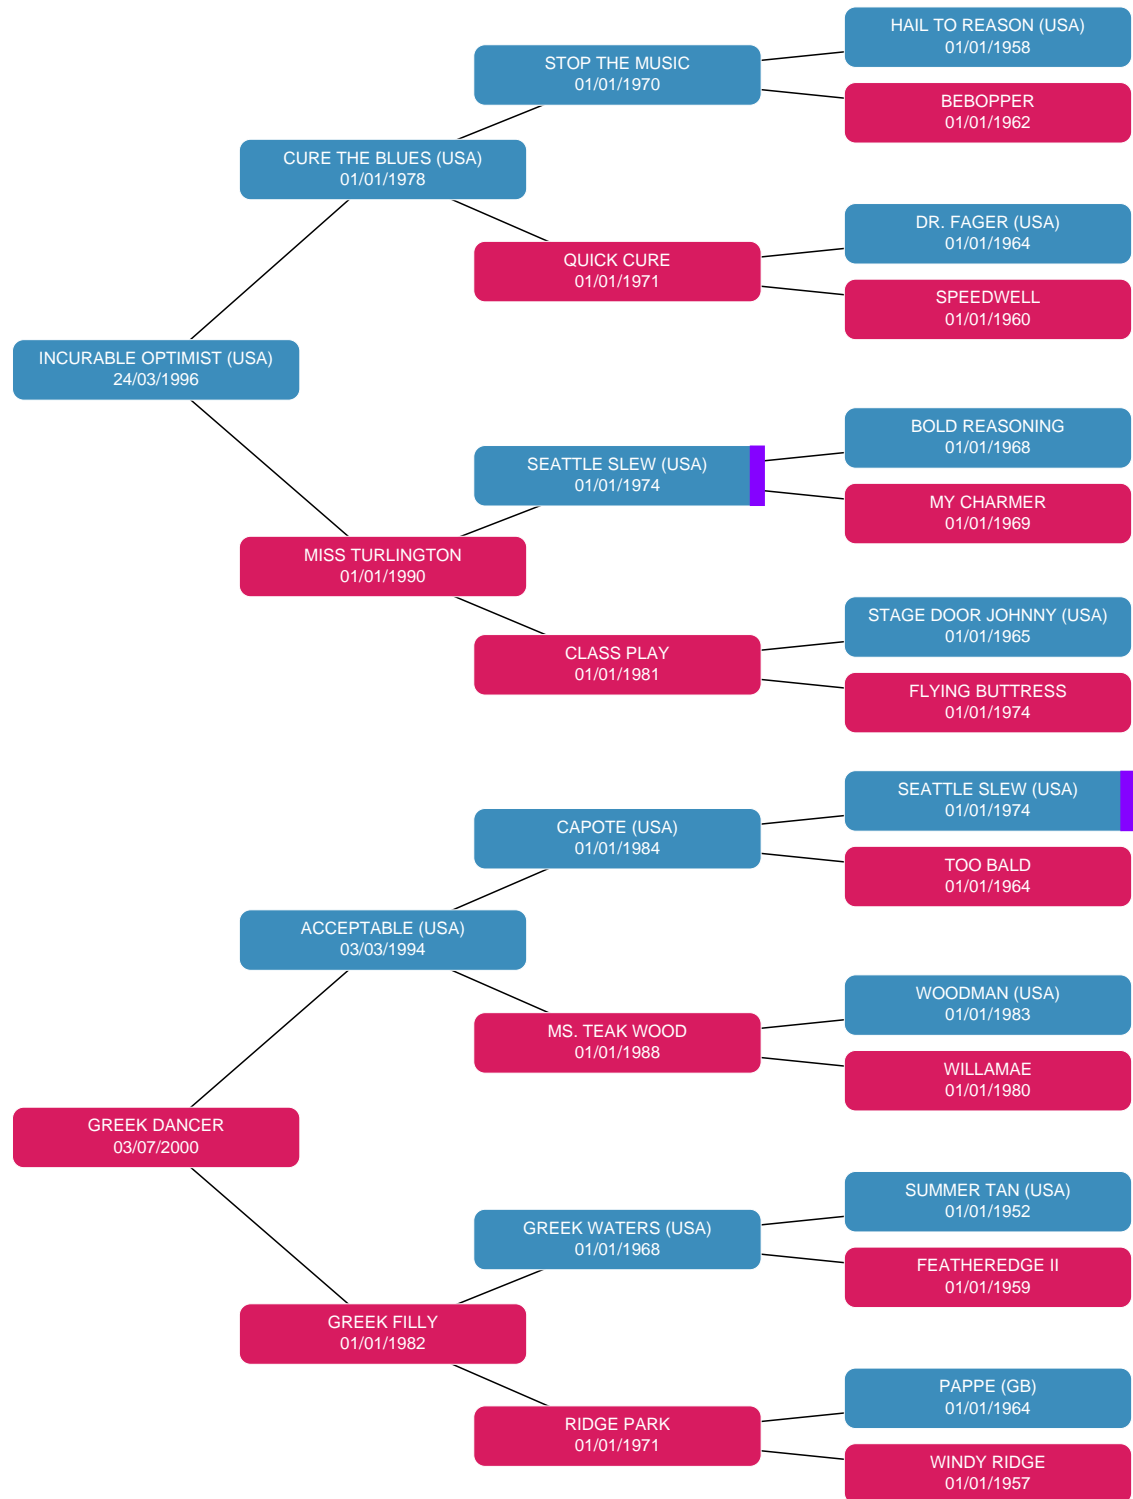 HAIL TO REASON (USA)
01/01/1958
STOP THE MUSIC
01/01/1970
BEBOPPER
01/01/1962
CURE THE BLUES (USA)
01/01/1978
DR. FAGER (USA)
01/01/1964
QUICK CURE
01/01/1971
SPEEDWELL
01/01/1960
INCURABLE OPTIMIST (USA)
24/03/1996
BOLD REASONING
01/01/1968
SEATTLE SLEW (USA)
01/01/1974
MY CHARMER
01/01/1969
MISS TURLINGTON
01/01/1990
STAGE DOOR JOHNNY (USA)
01/01/1965
CLASS PLAY
01/01/1981
FLYING BUTTRESS
01/01/1974
SEATTLE SLEW (USA)
01/01/1974
CAPOTE (USA)
01/01/1984
TOO BALD
01/01/1964
ACCEPTABLE (USA)
03/03/1994
WOODMAN (USA)
01/01/1983
MS. TEAK WOOD
01/01/1988
WILLAMAE
01/01/1980
GREEK DANCER
03/07/2000
SUMMER TAN (USA)
01/01/1952
GREEK WATERS (USA)
01/01/1968
FEATHEREDGE II
01/01/1959
GREEK FILLY
01/01/1982
PAPPE (GB)
01/01/1964
RIDGE PARK
01/01/1971
WINDY RIDGE
01/01/1957